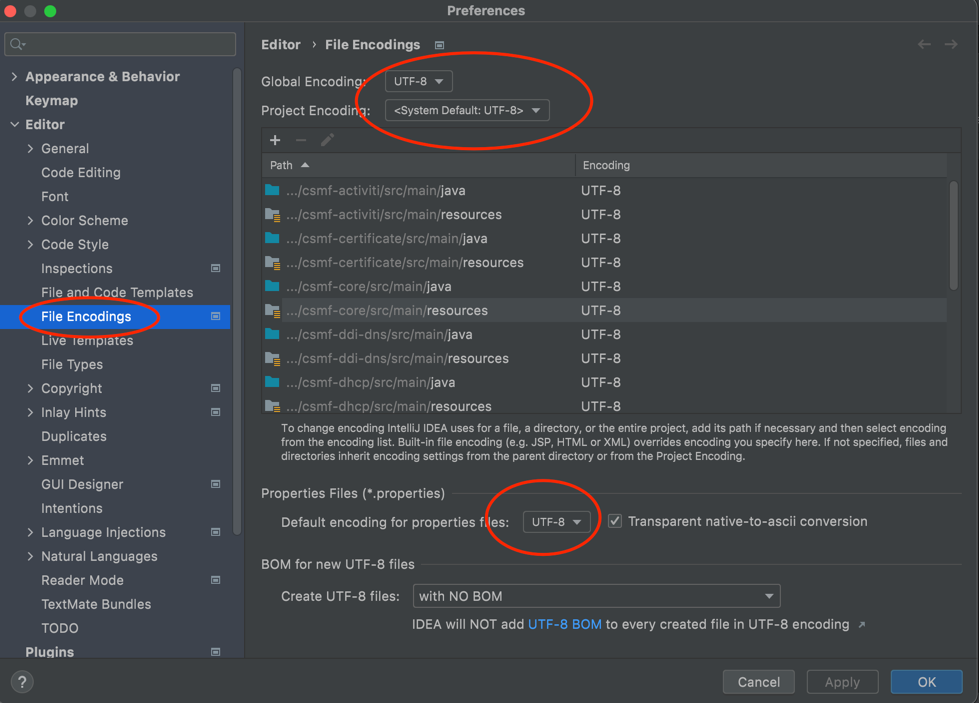 Preferences
Editor › File Encodings
Appearance & Behavior
Keymap
Editor
General
Code Editing
Font
Color Scheme
Code Style
Inspections
File and Code Templates
File Encodings
Live Templates
File Types
Copyright
Inlay Hints
Duplicates
Emmet
GUI Designer
Intentions
Language Injections
Natural Languages
Reader Mode
TextMate Bundles
TODO
Plugins
Global Encoding: UTF-8
Project Encoding: <System Default: UTF-8>
Path Encoding
.../csmf-activiti/src/main/java UTF-8
.../csmf-activiti/src/main/resources UTF-8
.../csmf-certificate/src/main/java UTF-8
.../csmf-certificate/src/main/resources UTF-8
.../csmf-core/src/main/java UTF-8
.../csmf-core/src/main/resources UTF-8
.../csmf-ddi-dns/src/main/java UTF-8
.../csmf-ddi-dns/src/main/resources UTF-8
.../csmf-dhcp/src/main/java UTF-8
.../csmf-dhcp/src/main/resources UTF-8
To change encoding IntelliJ IDEA uses for a file, a directory, or the entire project, add its path if necessary and then select encoding
from the encoding list. Built-in file encoding (e.g. JSP, HTML or XML) overrides encoding you specify here. If not specified, files and
directories inherit encoding settings from the parent directory or from the Project Encoding.
Properties Files (*.properties)
Default encoding for properties files: UTF-8 Transparent native-to-ascii conversion
BOM for new UTF-8 files
Create UTF-8 files: with NO BOM
IDEA will NOT add UTF-8 BOM to every created file in UTF-8 encoding ↗
? Cancel Apply OK